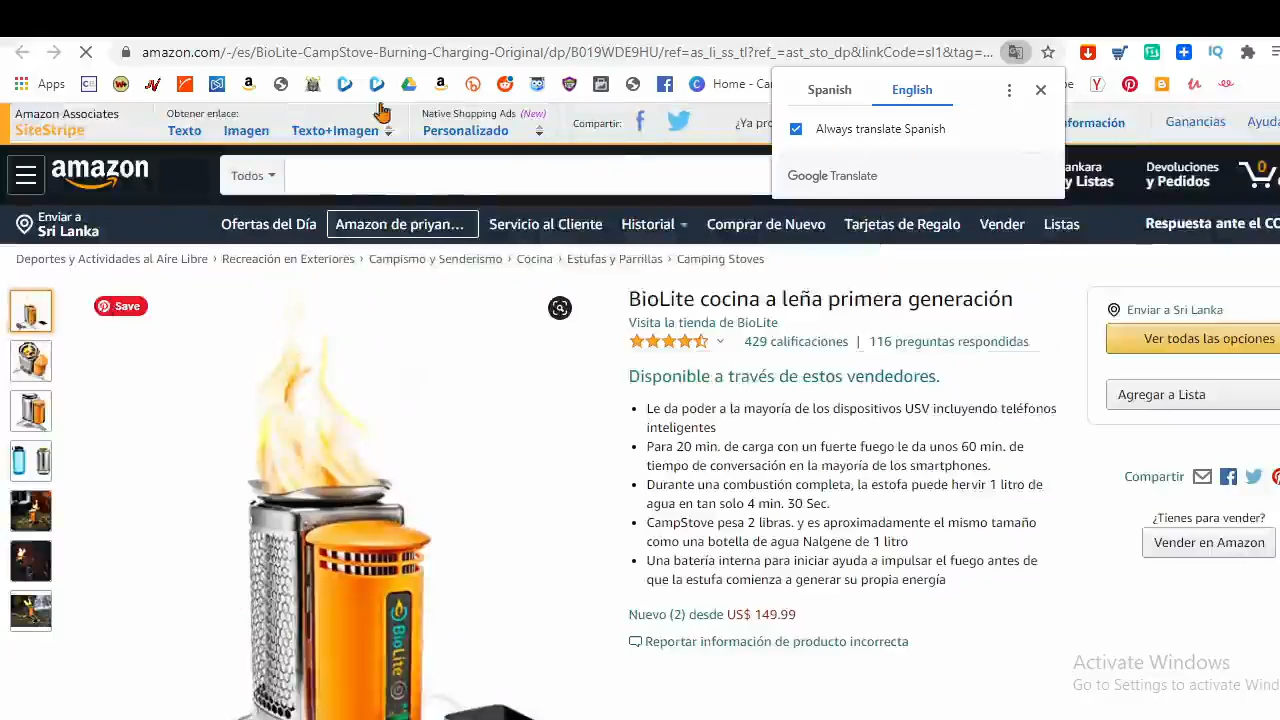 amazon.com/-/es/BioLite-CampStove-Burning-Charging-Original/dp/B019WDE9HU/ref=as_li_ss_tl?ref_=ast_sto_dp&linkCode=sl1&tag=...
Apps
Home - Can
Spanish
English
Always translate Spanish
Google Translate
Amazon Associates
SiteStripe
Obtener enlace:
Texto
Imagen
Texto+Imagen
Native Shopping Ads (New)
Personalizado
Compartir:
¿Ya pro
formación
Ganancias
Ayuda
amazon
Todos
ankara
y Listas
Devoluciones
y Pedidos
0
Enviar a
Sri Lanka
Ofertas del Día
Amazon de priyan...
Servicio al Cliente
Historial
Comprar de Nuevo
Tarjetas de Regalo
Vender
Listas
Respuesta ante el CO
Deportes y Actividades al Aire Libre › Recreación en Exteriores › Campismo y Senderismo › Cocina › Estufas y Parrillas › Camping Stoves
Save
BioLite cocina a leña primera generación
Visita la tienda de BioLite
429 calificaciones | 116 preguntas respondidas
Disponible a través de estos vendedores.
• Le da poder a la mayoría de los dispositivos USV incluyendo teléfonos
inteligentes
• Para 20 min. de carga con un fuerte fuego le da unos 60 min. de
tiempo de conversación en la mayoría de los smartphones.
• Durante una combustión completa, la estufa puede hervir 1 litro de
agua en tan solo 4 min. 30 Sec.
• CampStove pesa 2 libras. y es aproximadamente el mismo tamaño
como una botella de agua Nalgene de 1 litro
• Una batería interna para iniciar ayuda a impulsar el fuego antes de
que la estufa comienza a generar su propia energía
Nuevo (2) desde US$ 149.99
Reportar información de producto incorrecta
Enviar a Sri Lanka
Ver todas las opciones
Agregar a Lista
Compartir
¿Tienes para vender?
Vender en Amazon
BioLite
Activate Windows
Go to Settings to activate Wind